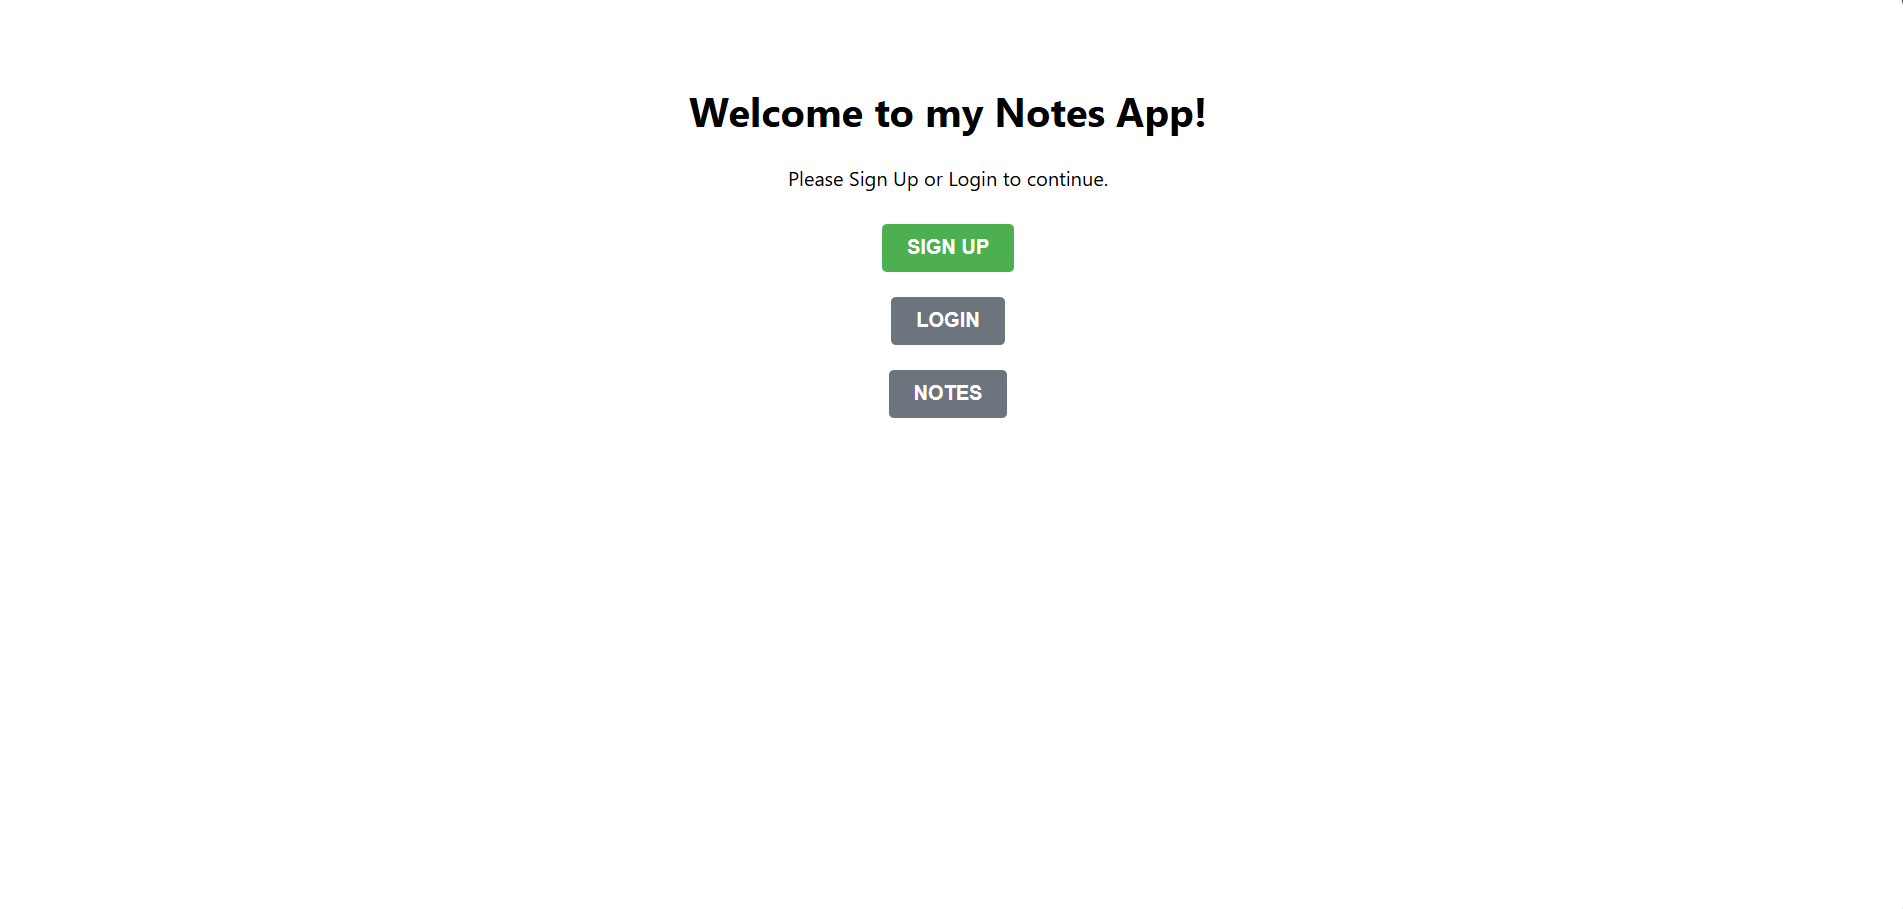 Welcome to my Notes App!
Please Sign Up or Login to continue.
SIGN UP
LOGIN
NOTES